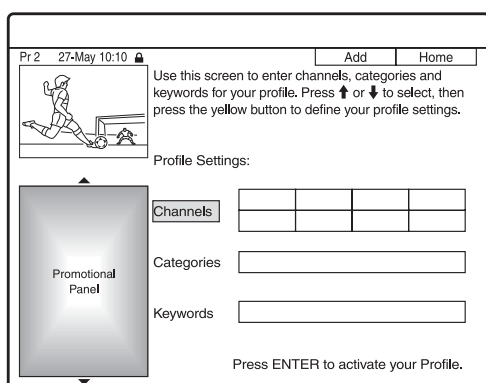 Pr 2 27-May 10:10 Add Home
Use this screen to enter channels, categories and
keywords for your profile. Press ↑ or ↓ to select, then
press the yellow button to define your profile settings.
Profile Settings:
Channels
Categories
Promotional
Panel
Keywords
Press ENTER to activate your Profile.